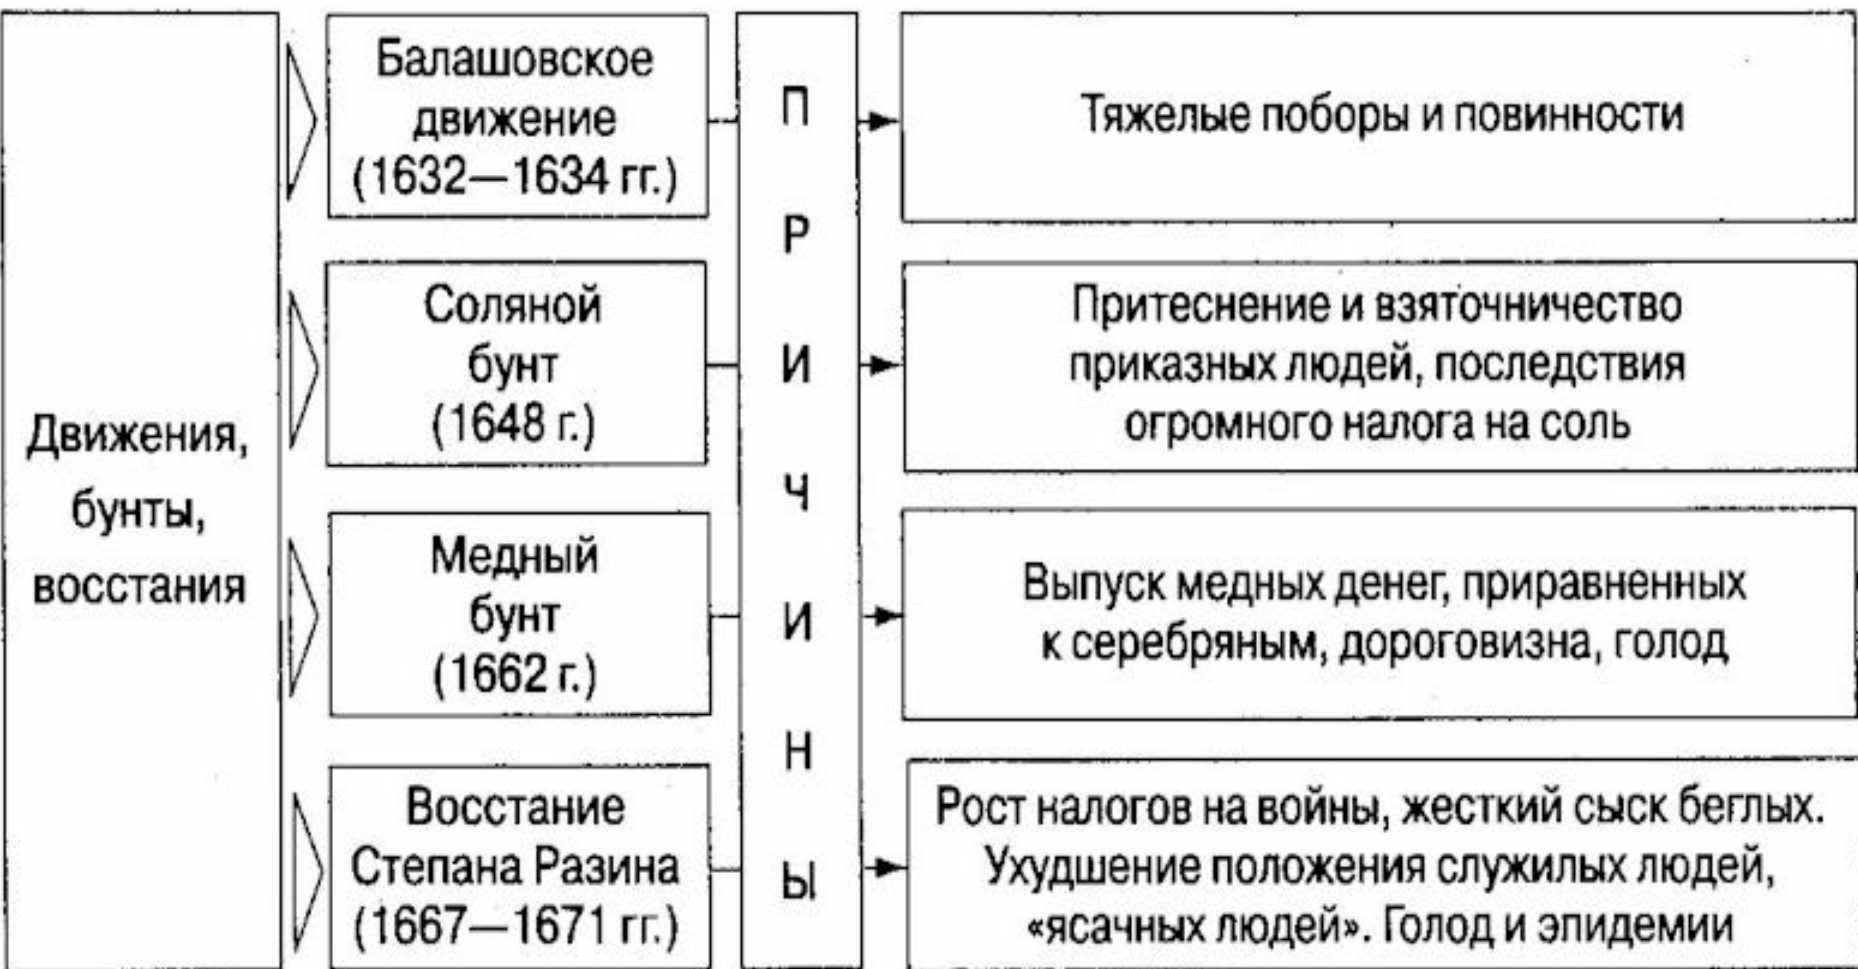 Движения,
бунты,
восстания
Балашовское
движение
(1632—1634 гг.)
Соляной
бунт
(1648 г.)
Медный
бунт
(1662 г.)
Восстание
Степана Разина
(1667—1671 гг.)
ПРИЧИНЫ
Тяжелые поборы и повинности
Притеснение и взяточничество
приказных людей, последствия
огромного налога на соль
Выпуск медных денег, приравненных
к серебряным, дороговизна, голод
Рост налогов на войны, жесткий сыск беглых.
Ухудшение положения служилых людей,
«ясачных людей». Голод и эпидемии